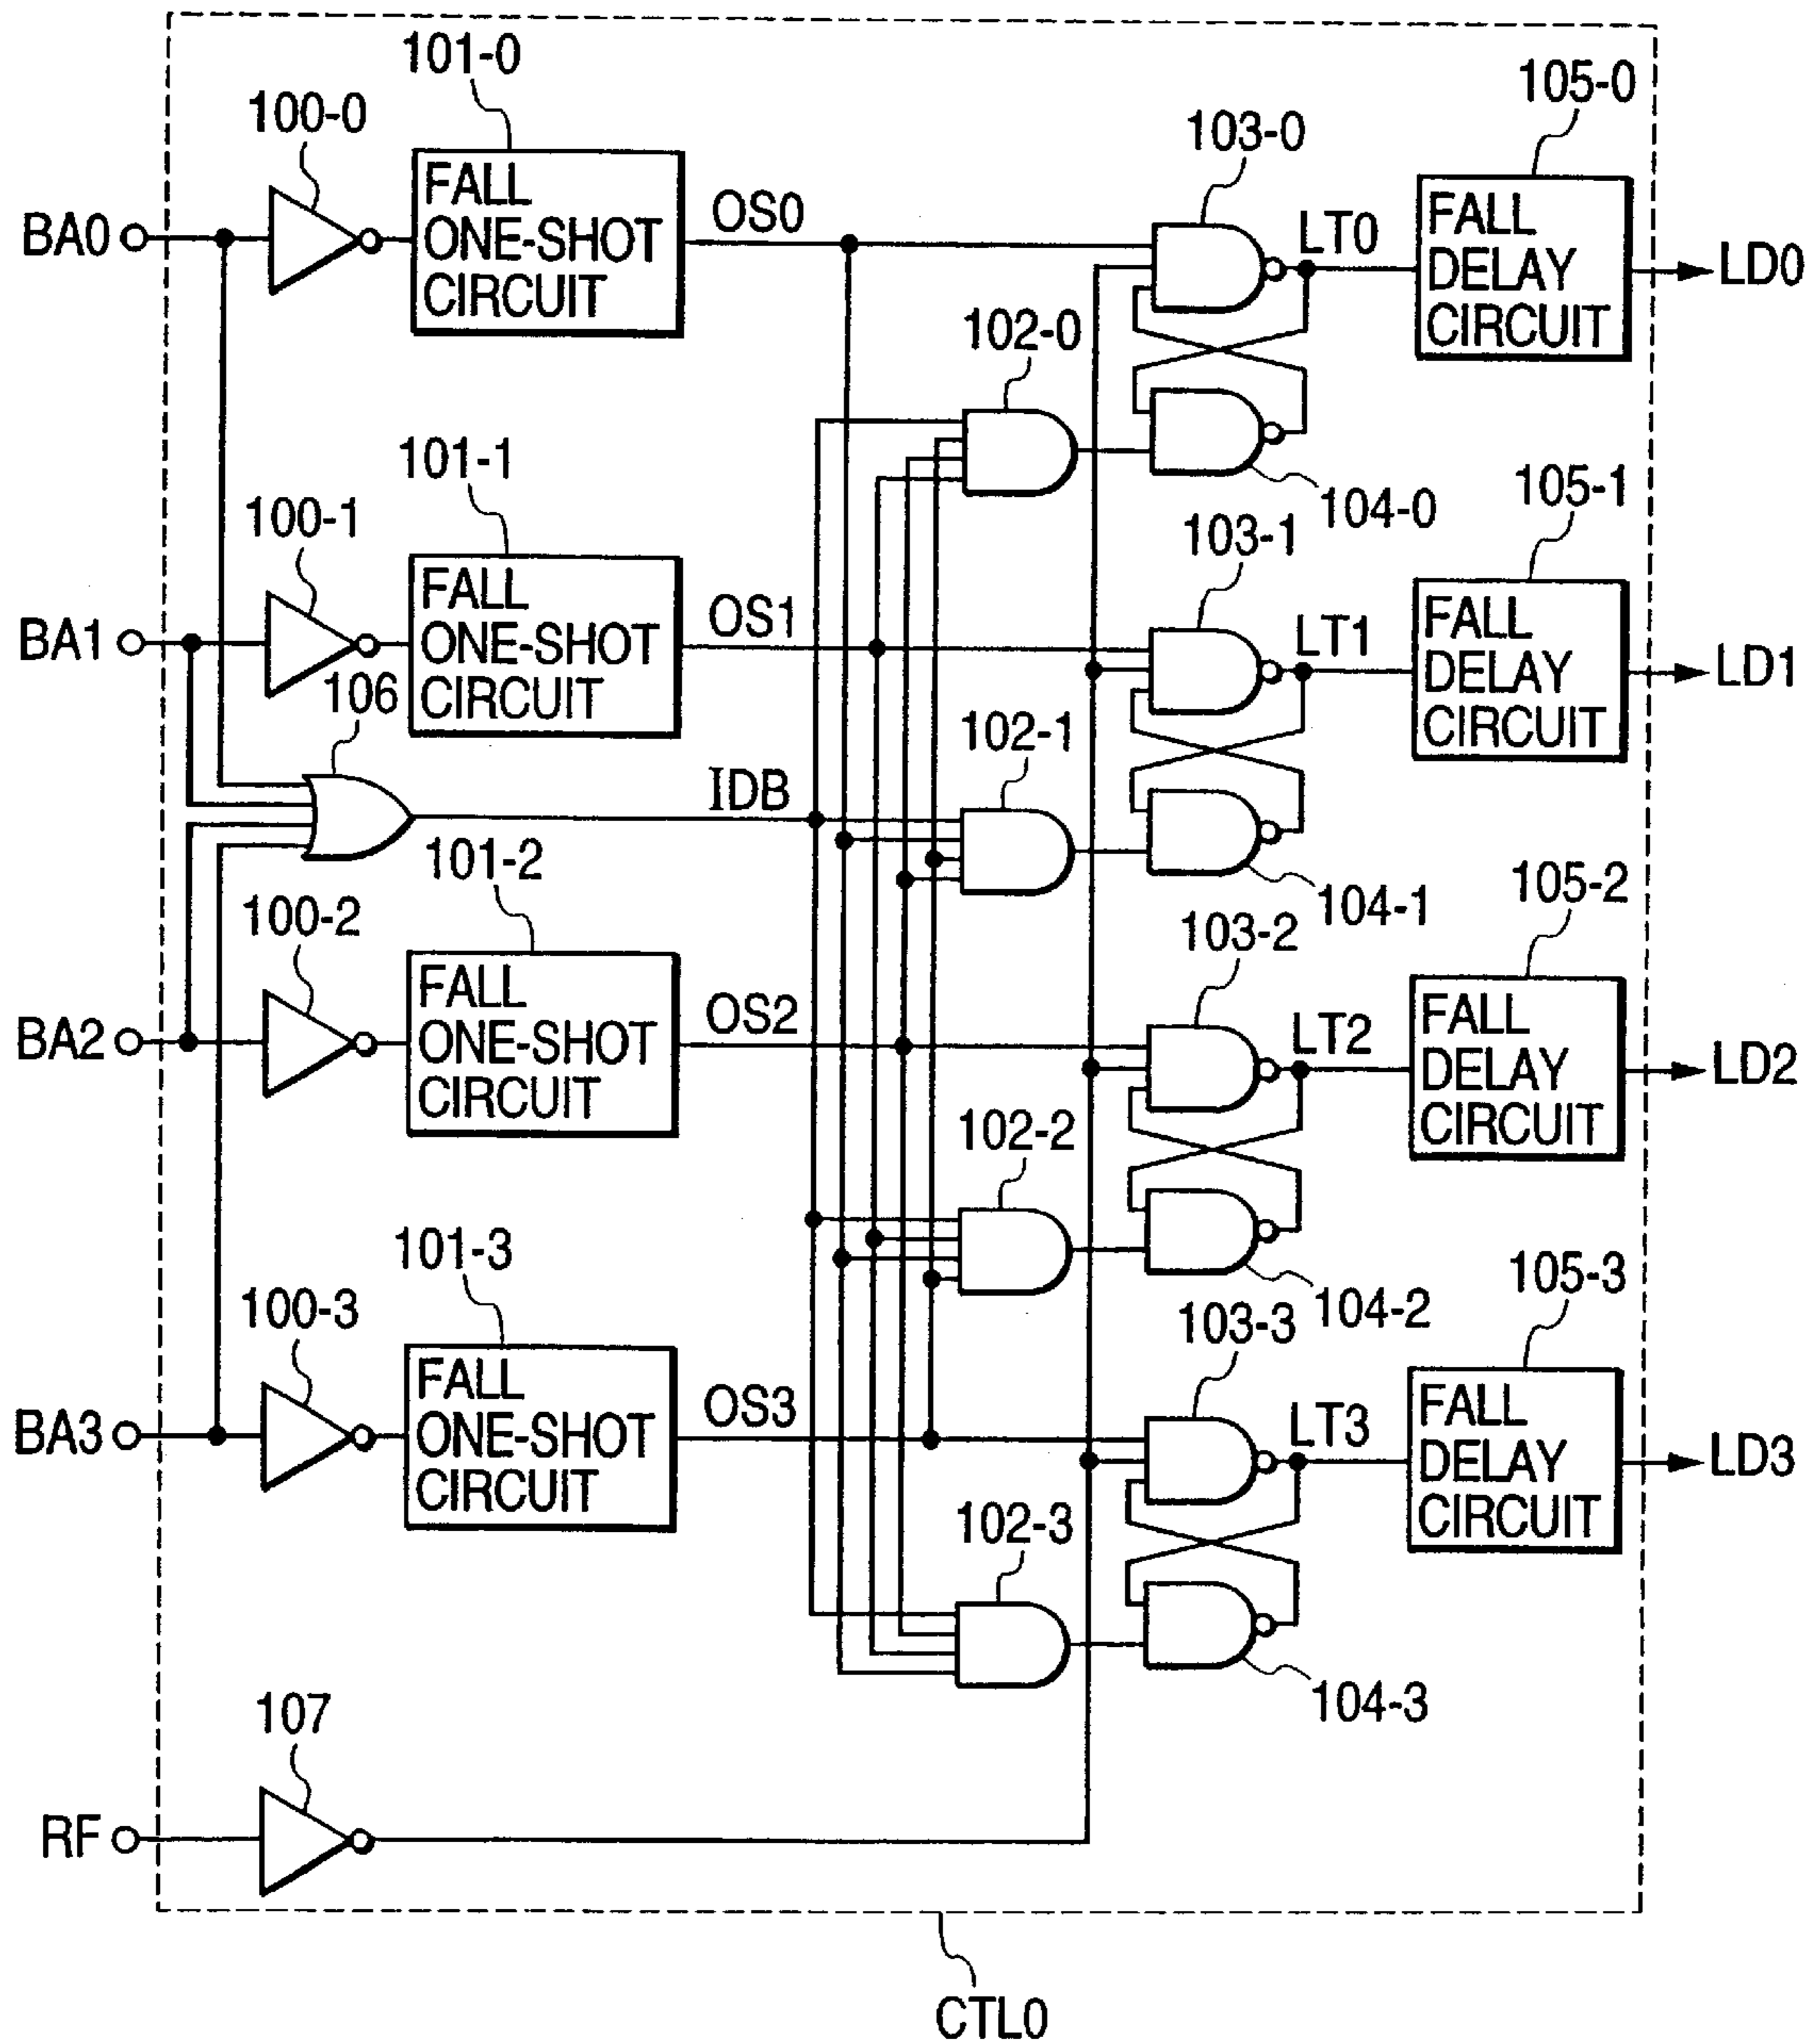 101-0
105-0
100-0
103-0
FALL
ONE-SHOT
CIRCUIT
OS0
LT0
FALL
DELAY
CIRCUIT
BA0
LD0
102-0
101-1
104-0
105-1
100-1
103-1
FALL
ONE-SHOT
CIRCUIT
OS1
LT1
FALL
DELAY
CIRCUIT
BA1
LD1
106
102-1
IDB
101-2
105-2
100-2
104-1
103-2
FALL
ONE-SHOT
CIRCUIT
OS2
LT2
FALL
DELAY
CIRCUIT
BA2
LD2
102-2
101-3
105-3
100-3
104-2
103-3
FALL
ONE-SHOT
CIRCUIT
OS3
LT3
FALL
DELAY
CIRCUIT
BA3
LD3
102-3
107
104-3
RF
CTL0